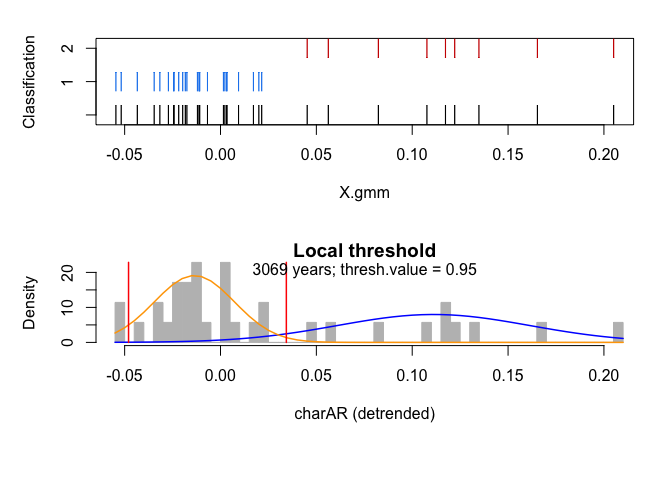 Classification
2
1
-0.05 0.00 0.05 0.10 0.15 0.20
X.gmm
Local threshold
3069 years; thresh.value = 0.95
Density
20
10
0
-0.05 0.00 0.05 0.10 0.15 0.20
charAR (detrended)